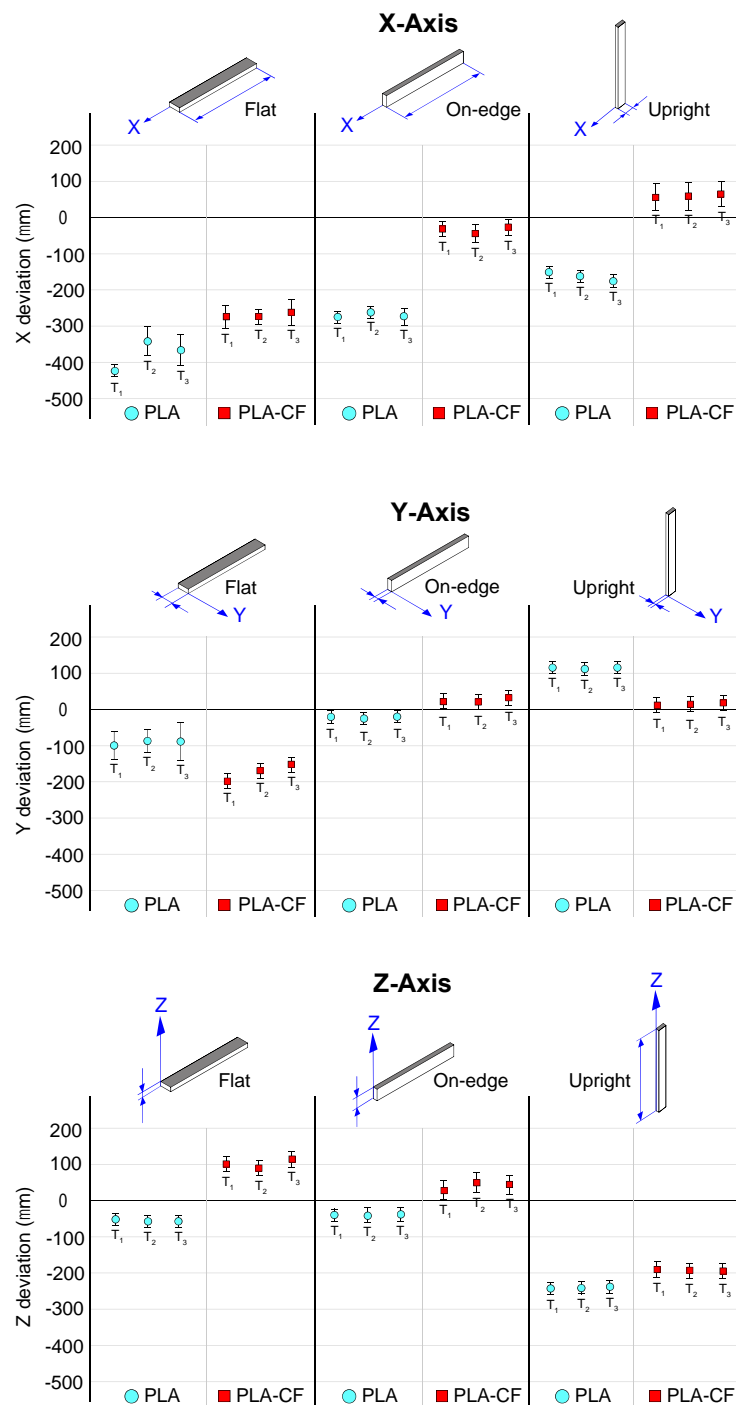 X-Axis
X Flat
X On-edge
X Upright
X deviation (mm)
200
100
0
-100
-200
-300
-400
-500
T1 T2 T3
T1 T2 T3
T1 T2 T3
T1 T2 T3
T1 T2 T3
T1 T2 T3
PLA PLA-CF PLA PLA-CF PLA PLA-CF
Y-Axis
Flat Y
On-edge Y
Upright Y
Y deviation (mm)
200
100
0
-100
-200
-300
-400
-500
T1 T2 T3
T1 T2 T3
T1 T2 T3
T1 T2 T3
T1 T2 T3
T1 T2 T3
PLA PLA-CF PLA PLA-CF PLA PLA-CF
Z-Axis
Z Flat
Z On-edge
Z Upright
Z deviation (mm)
200
100
0
-100
-200
-300
-400
-500
T1 T2 T3
T1 T2 T3
T1 T2 T3
T1 T2 T3
T1 T2 T3
T1 T2 T3
PLA PLA-CF PLA PLA-CF PLA PLA-CF